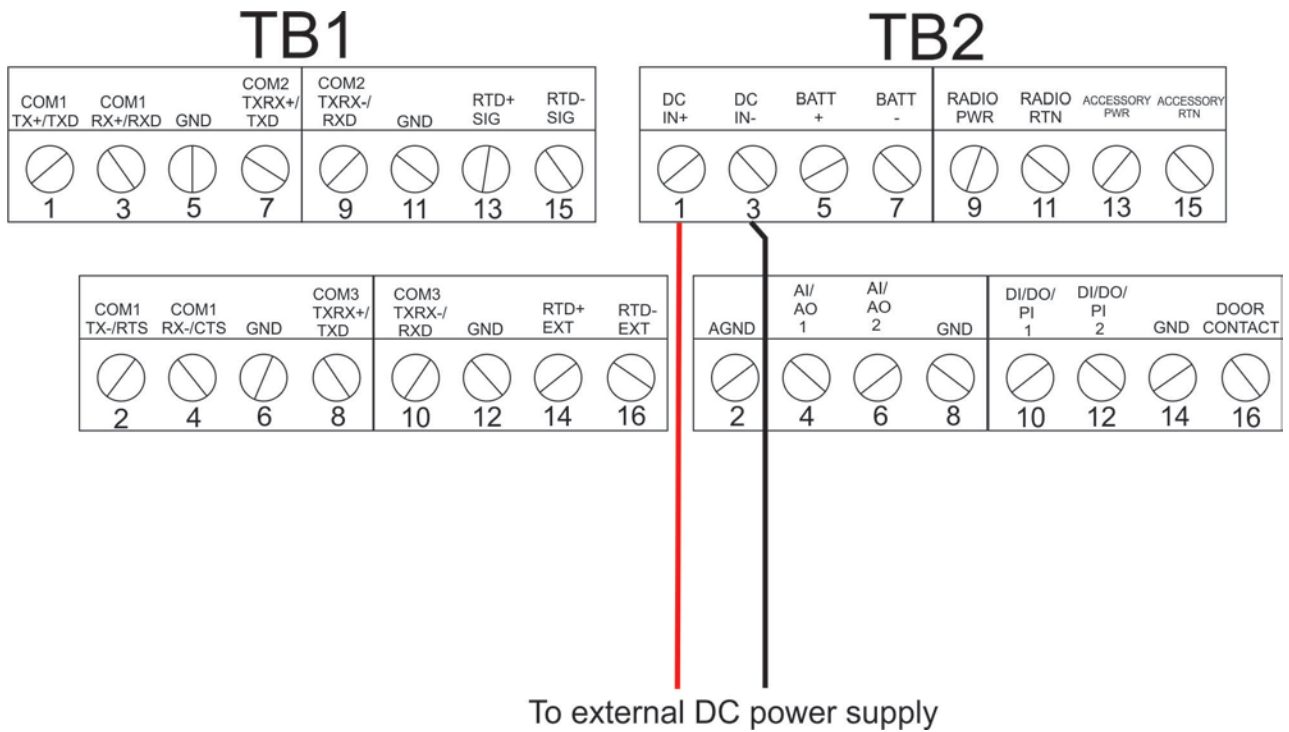 TB1
TB2
COM1
TX+/TXD
COM1
RX+/RXD
GND
COM2
TXRX+/
TXD
COM2
TXRX-/
RXD
GND
RTD+
SIG
RTD-
SIG
1
3
5
7
9
11
13
15
DC
IN+
DC
IN-
BATT
+
BATT
-
RADIO
PWR
RADIO
RTN
ACCESSORY
PWR
ACCESSORY
RTN
1
3
5
7
9
11
13
15
COM1
TX-/RTS
COM1
RX-/CTS
GND
COM3
TXRX+/
TXD
COM3
TXRX-/
RXD
GND
RTD+
EXT
RTD-
EXT
2
4
6
8
10
12
14
16
AGND
AI/
AO
1
AI/
AO
2
GND
DI/DO/
PI
1
DI/DO/
PI
2
GND
DOOR
CONTACT
2
4
6
8
10
12
14
16
To external DC power supply